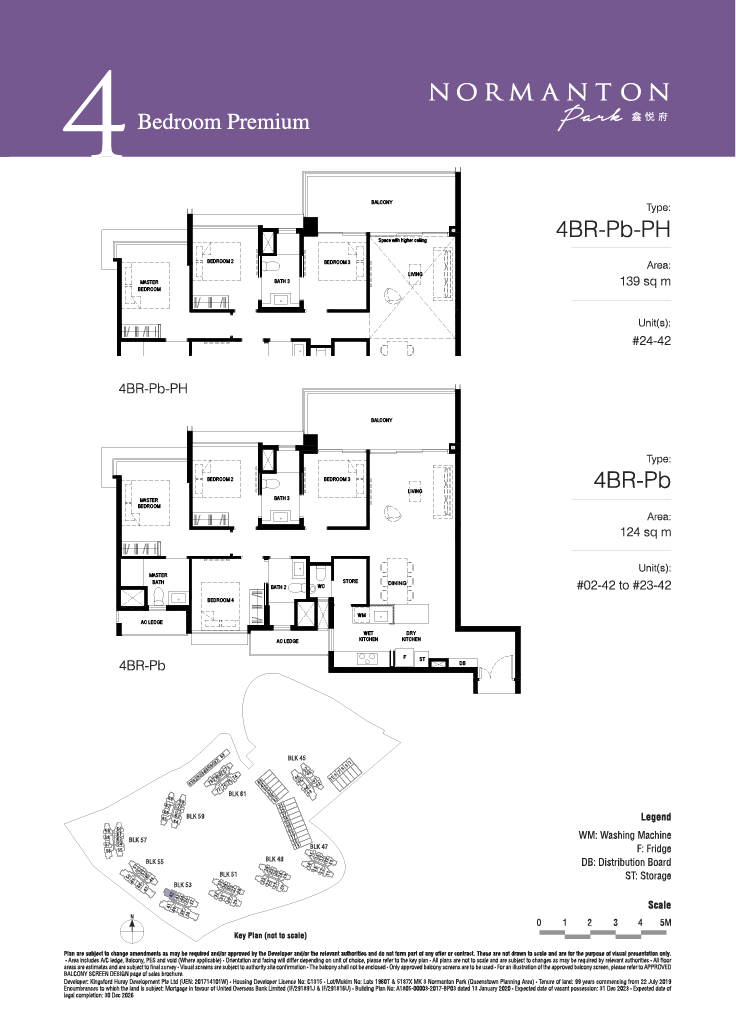 4 Bedroom Premium
NORMANTON
Park 鑫悦府
Type:
4BR-Pb-PH
Area:
139 sq m
Unit(s):
#24-42
BALCONY
Space with higher ceiling
BEDROOM 2
BEDROOM 3
LIVING
MASTER
BEDROOM
BATH 3
4BR-Pb-PH
Type:
4BR-Pb
Area:
124 sq m
Unit(s):
#02-42 to #23-42
BALCONY
BEDROOM 2
BEDROOM 3
LIVING
MASTER
BEDROOM
BATH 3
MASTER
BATH
BATH 2
WC
STORE
DINING
BEDROOM 4
WM
AC LEDGE
WET
KITCHEN
DRY
KITCHEN
AC LEDGE
F
ST
DB
4BR-Pb
BLK 45
BLK 61
BLK 59
BLK 57
BLK 47
BLK 55
BLK 49
BLK 51
BLK 53
N
Key Plan (not to scale)
Legend
WM: Washing Machine
F: Fridge
DB: Distribution Board
ST: Storage
Scale
0 1 2 3 4 5M
Plan are subject to change amendments as may be required and/or approved by the Developer and/or the relevant authorities and do not form part of any offer or contract. These are not drawn to scale and are for the purpose of visual presentation only.
• Area includes A/C ledge, Balcony, PES and void (Where applicable) • Orientation and facing will differ depending on unit of choice, please refer to the key plan • All plans are not to scale and are subject to changes as may be required by relevant authorities • All floor
areas are estimates and are subject to final survey • Visual screens are subject to authority site confirmation • The balcony shall not be enclosed • Only approved balcony screens are to be used • For an illustration of the approved balcony screen, please refer to APPROVED
BALCONY SCREEN DESIGN page of sales brochure.
Developer: Kingsford Huray Development Pte Ltd (UEN: 201714101W) • Housing Developer Licence No: C1315 • Lot/Mukim No: Lots 1960T & 5187X MK 3 Normanton Park (Queenstown Planning Area) • Tenure of land: 99 years commencing from 22 July 2019
Encumbrances to which the land is subject: Mortgage in favour of United Overseas Bank Limited (IF/291891J & IF/291816U) • Building Plan No: A1805-00003-2017-BP03 dated 13 January 2020 • Expected date of vacant possession: 31 Dec 2023 • Expected date of
legal completion: 30 Dec 2026